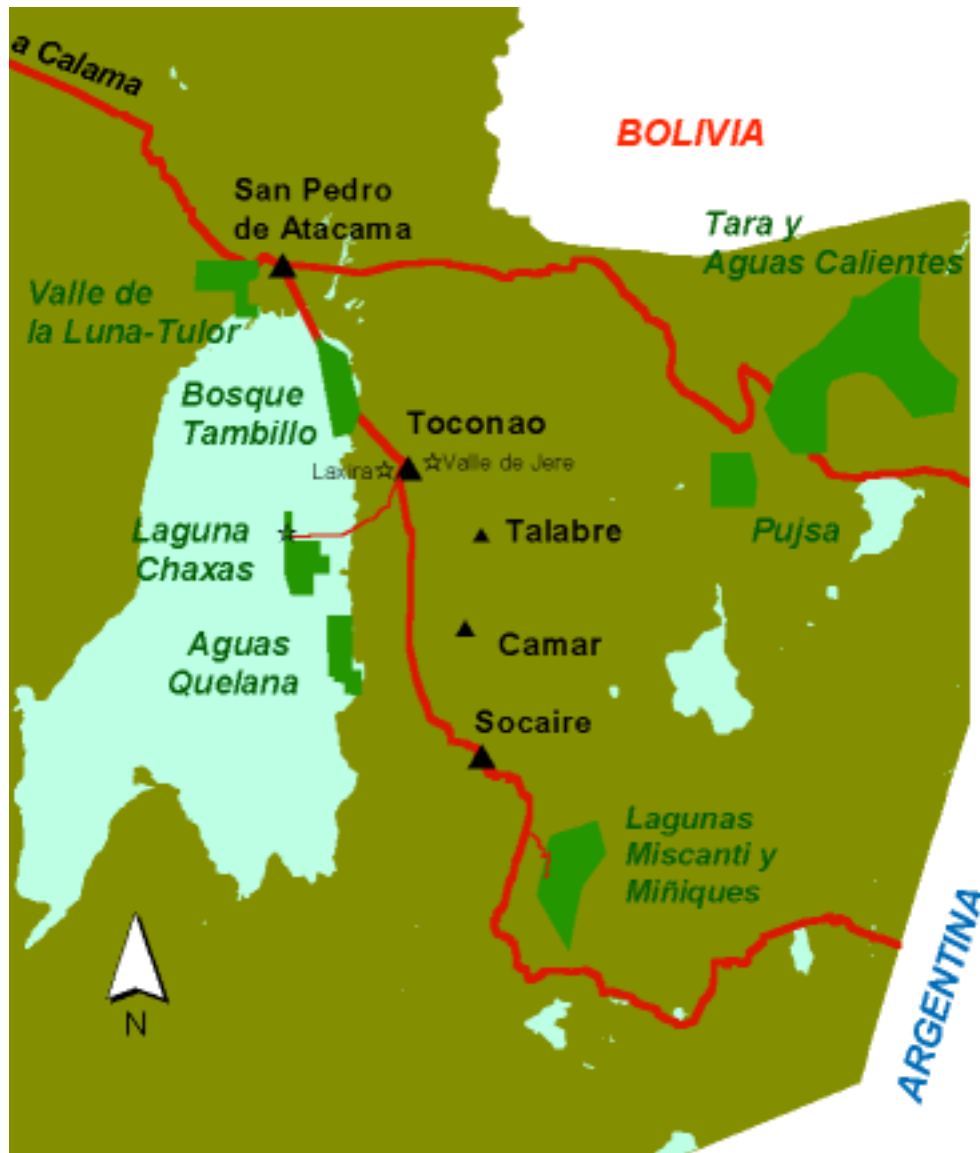 a Calama
BOLIVIA
San Pedro
de Atacama
Tara y
Aguas Calientes
Valle de
la Luna-Tulor
Bosque
Tambillo
Toconao
Laxira
Valle de Jere
Laguna
Chaxas
Talabre
Pujsa
Aguas
Quelana
Camar
Socaire
Lagunas
Miscanti y
Miñiques
ARGENTINA
N